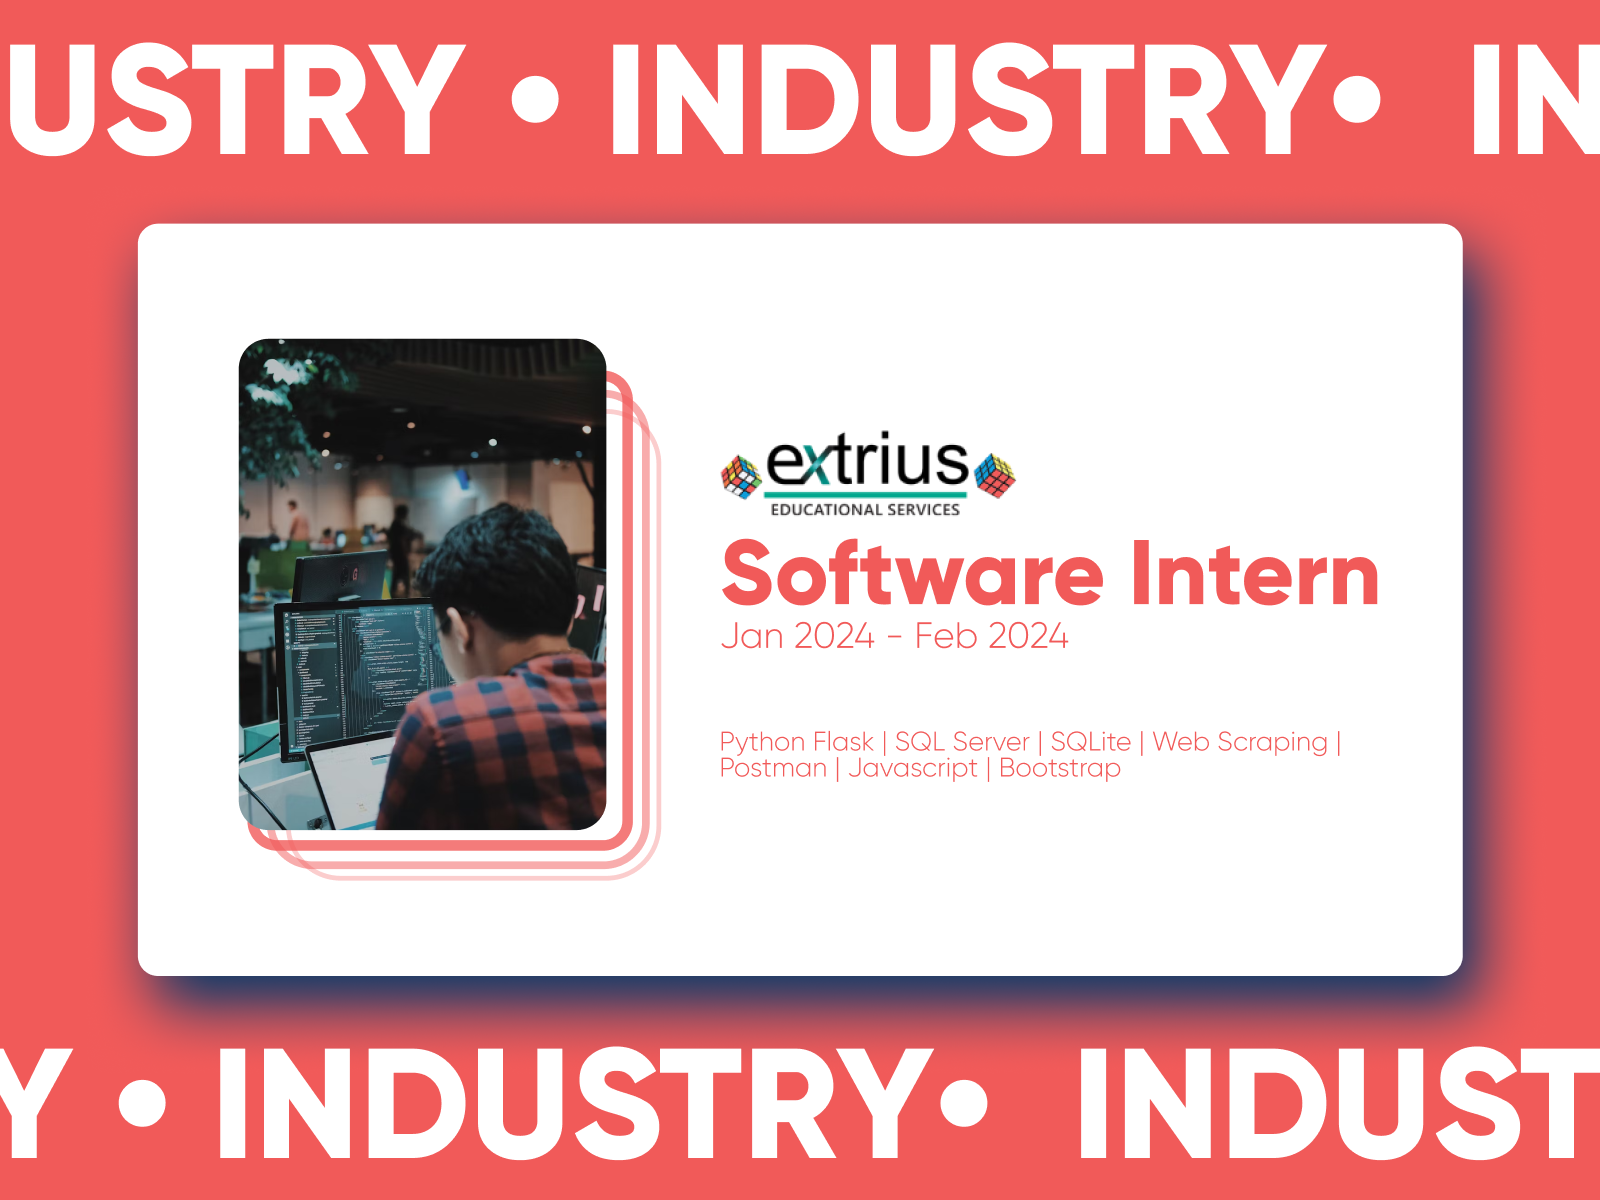 USTRY • INDUSTRY• IN
extrius
EDUCATIONAL SERVICES
Software Intern
Jan 2024 - Feb 2024
Python Flask | SQL Server | SQLite | Web Scraping |
Postman | Javascript | Bootstrap
Y • INDUSTRY• INDUST